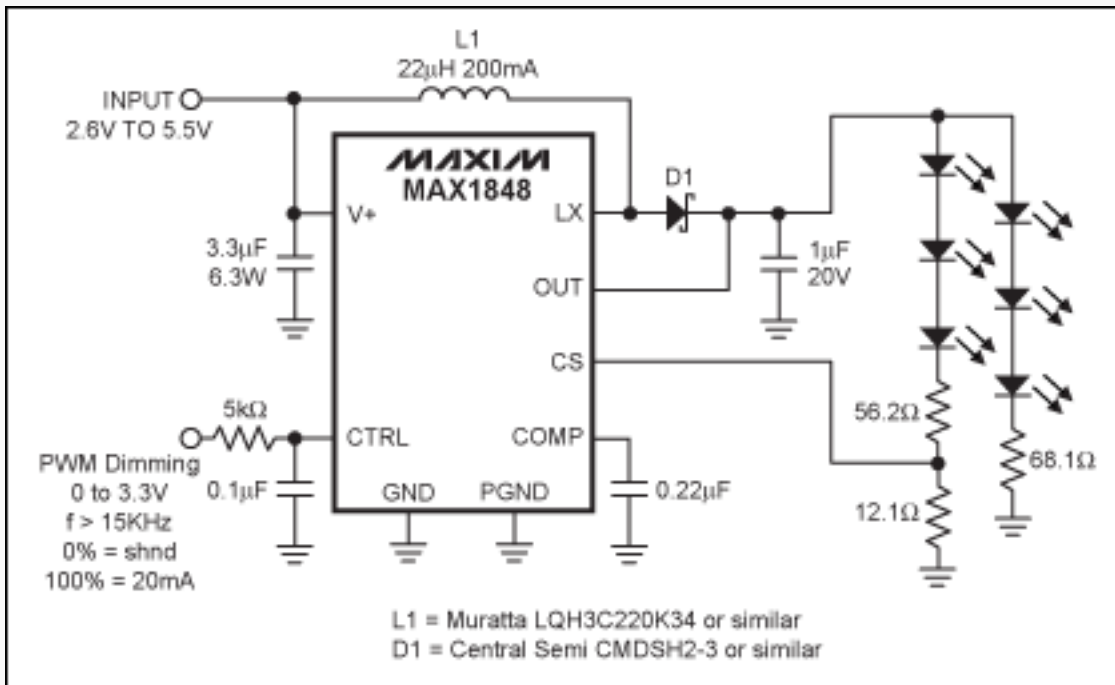 L1
22µH 200mA
INPUT
2.6V TO 5.5V
MAXIM
MAX1848
D1
V+
LX
3.3µF
6.3W
1µF
20V
OUT
CS
5kΩ
56.2Ω
CTRL
COMP
68.1Ω
PWM Dimming
0 to 3.3V
f > 15KHz
0% = shnd
100% = 20mA
0.1µF
GND
PGND
0.22µF
12.1Ω
L1 = Muratta LQH3C220K34 or similar
D1 = Central Semi CMDSH2-3 or similar